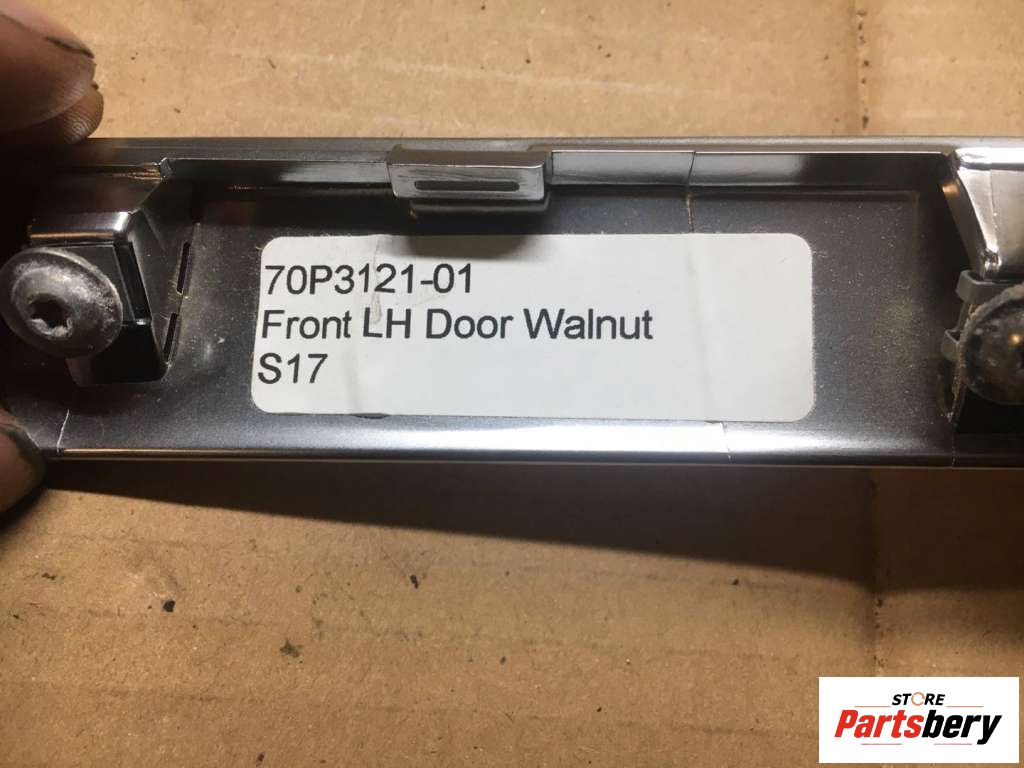 70P3121-01
Front LH Door Walnut
S17
STORE
Partsbery